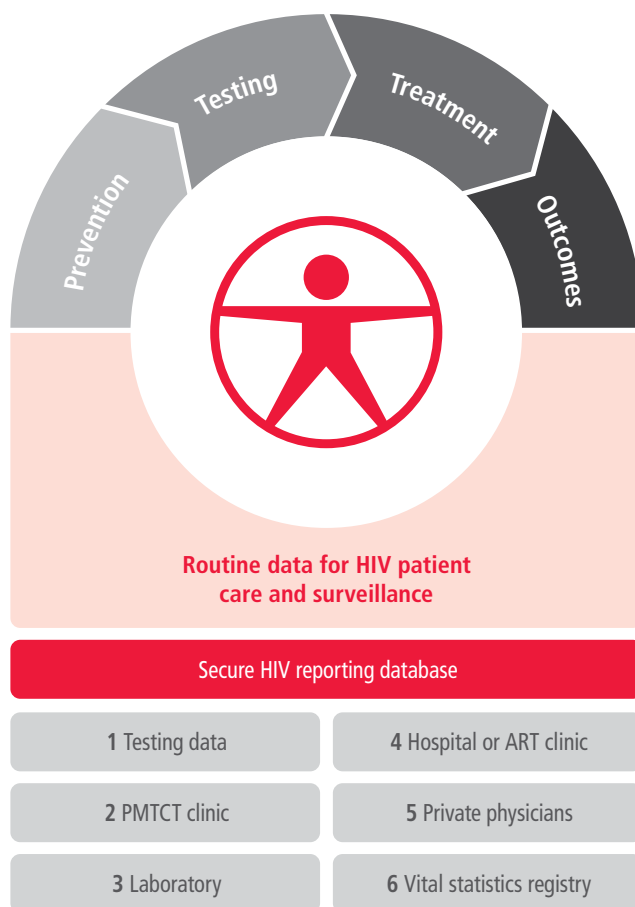 Prevention
Testing
Treatment
Outcomes
Routine data for HIV patient
care and surveillance
Secure HIV reporting database
1 Testing data
4 Hospital or ART clinic
2 PMTCT clinic
5 Private physicians
3 Laboratory
6 Vital statistics registry